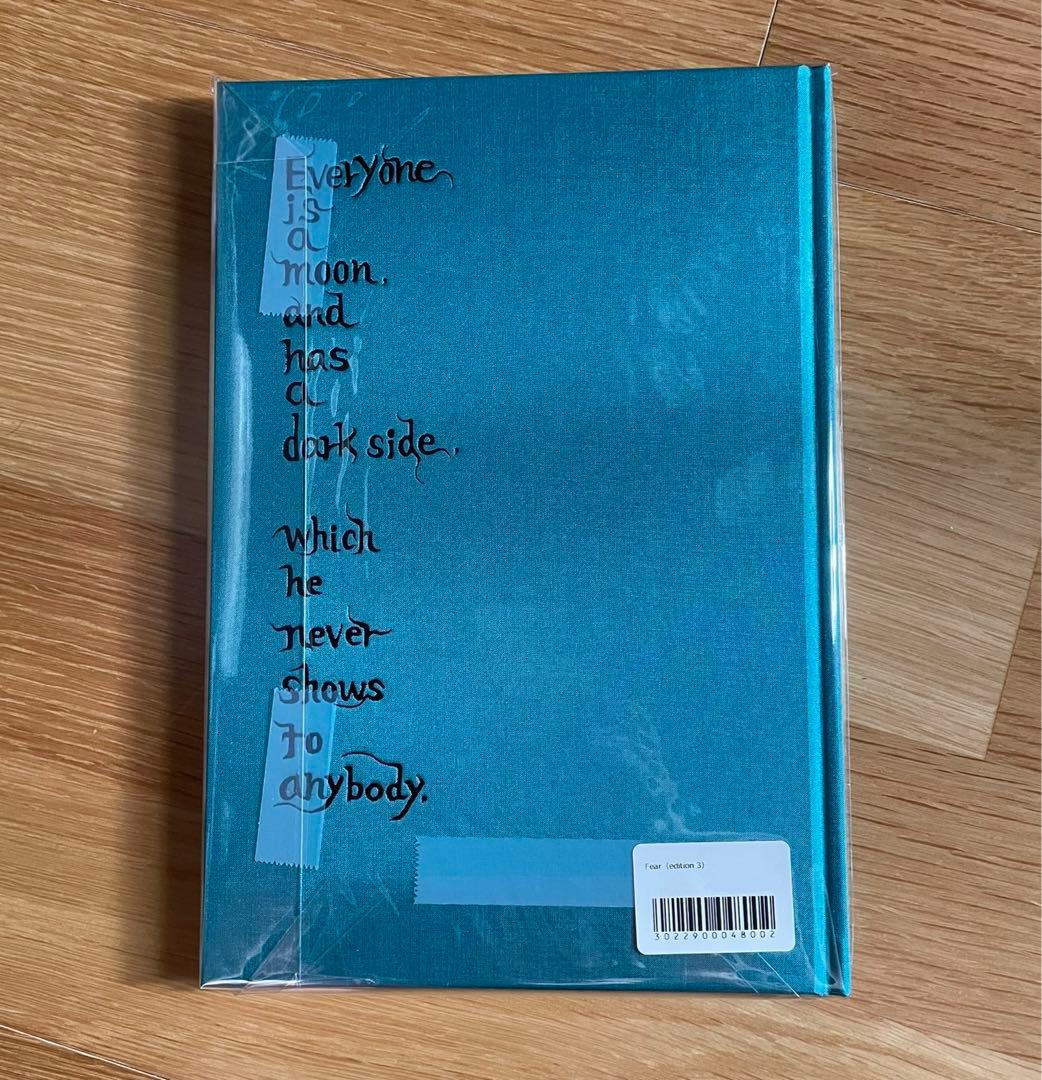 Everyone
is
a
moon,
and
has
a
dark side,
which
he
never
shows
to
anybody.
Fear (edition 3)
3022900048002